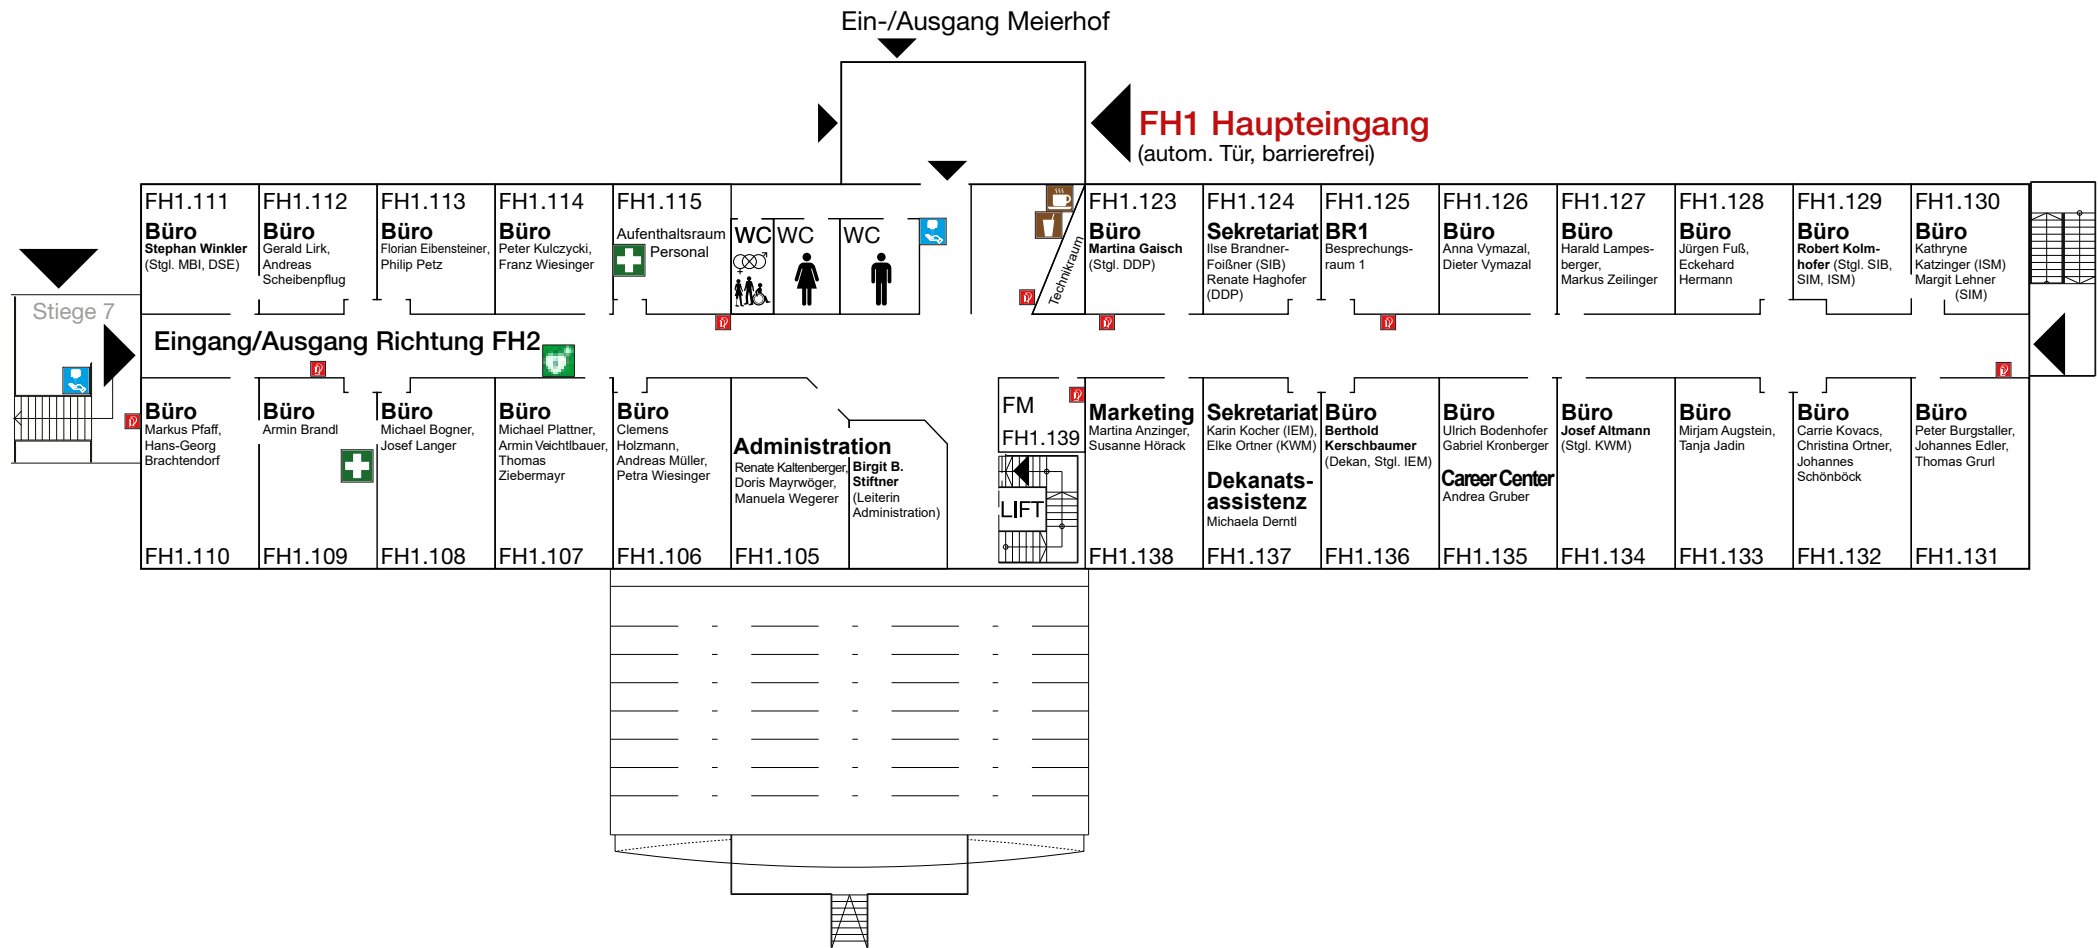 Ein-/Ausgang Meierhof
FH1 Haupteingang
(autom. Tür, barrierefrei)
FH1.111
Büro
Stephan Winkler
(Stgl. MBI, DSE)
FH1.112
Büro
Gerald Lirk,
Andreas
Scheibenpflug
FH1.113
Büro
Florian Eibensteiner,
Philip Petz
FH1.114
Büro
Peter Kulczycki,
Franz Wiesinger
FH1.115
Aufenthaltsraum
Personal
WC
WC
WC
Technikraum
FH1.123
Büro
Martina Gaisch
(Stgl. DDP)
FH1.124
Sekretariat
Ilse Brandner-
Foißner (SIB)
Renate Haghofer
(DDP)
FH1.125
BR1
Besprechungs-
raum 1
FH1.126
Büro
Anna Vymazal,
Dieter Vymazal
FH1.127
Büro
Harald Lampes-
berger,
Markus Zeilinger
FH1.128
Büro
Jürgen Fuß,
Eckehard
Hermann
FH1.129
Büro
Robert Kolm-
hofer (Stgl. SIB,
SIM, ISM)
FH1.130
Büro
Kathryne
Katzinger (ISM)
Margit Lehner
(SIM)
Stiege 7
Eingang/Ausgang Richtung FH2
Büro
Markus Pfaff,
Hans-Georg
Brachtendorf
FH1.110
Büro
Armin Brandl
FH1.109
Büro
Michael Bogner,
Josef Langer
FH1.108
Büro
Michael Plattner,
Armin Veichtlbauer,
Thomas
Ziebermayr
FH1.107
Büro
Clemens
Holzmann,
Andreas Müller,
Petra Wiesinger
FH1.106
Administration
Renate Kaltenberger,
Doris Mayrwöger,
Manuela Wegerer
FH1.105
Birgit B.
Stiftner
(Leiterin
Administration)
FM
FH1.139
LIFT
Marketing
Martina Anzinger,
Susanne Hörack
FH1.138
Sekretariat
Karin Kocher (IEM),
Elke Ortner (KWM)
Dekanats-
assistenz
Michaela Derntl
FH1.137
Büro
Berthold
Kerschbaumer
(Dekan, Stgl. IEM)
FH1.136
Büro
Ulrich Bodenhofer
Gabriel Kronberger
Career Center
Andrea Gruber
FH1.135
Büro
Josef Altmann
(Stgl. KWM)
FH1.134
Büro
Mirjam Augstein,
Tanja Jadin
FH1.133
Büro
Carrie Kovacs,
Christina Ortner,
Johannes
Schönböck
FH1.132
Büro
Peter Burgstaller,
Johannes Edler,
Thomas Grurl
FH1.131